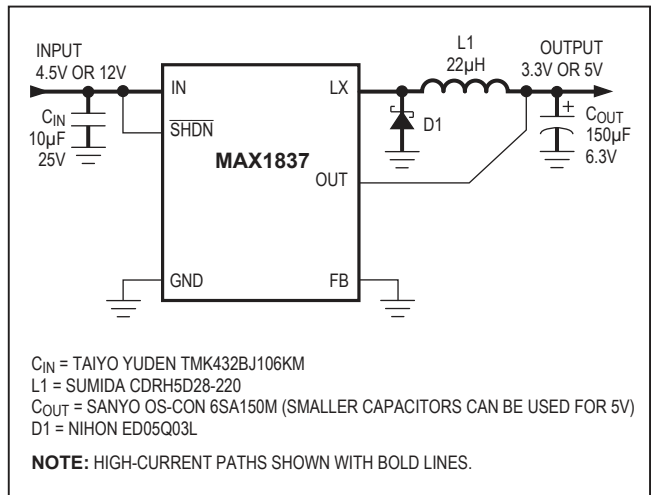 INPUT
4.5V OR 12V
L1
22µH
OUTPUT
3.3V OR 5V
IN
LX
CIN
10µF
25V
SHDN
D1
+
COUT
150µF
6.3V
MAX1837
OUT
GND
FB
CIN = TAIYO YUDEN TMK432BJ106KM
L1 = SUMIDA CDRH5D28-220
COUT = SANYO OS-CON 6SA150M (SMALLER CAPACITORS CAN BE USED FOR 5V)
D1 = NIHON ED05Q03L
NOTE: HIGH-CURRENT PATHS SHOWN WITH BOLD LINES.